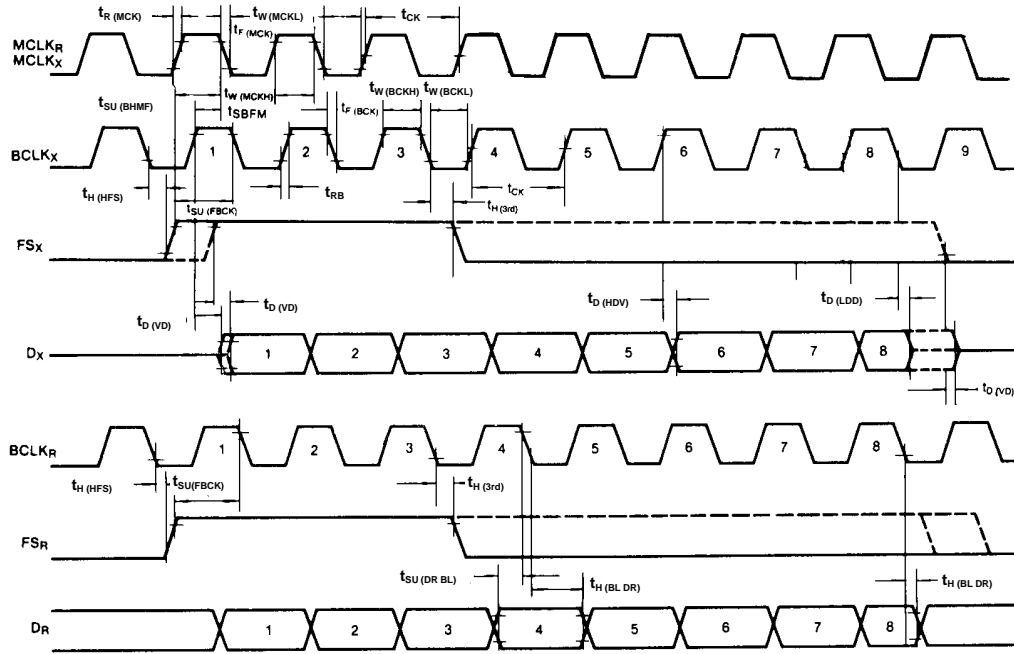 tR (MCK)
tW (MCKL)
tCK
tF (MCK)
MCLKR
MCLKX
tW (MCKH)
tW (BCKH)
tW (BCKL)
tSU (BHMF)
tSBFM
tF (BCK)
BCLKX
1 2 3 4 5 6 7 8 9
tH (HFS)
tRB
tCK
tSU (FBCK)
tH (3rd)
FSX
tD (VD)
tD (VD)
tD (HDV)
tD (LDD)
DX
1 2 3 4 5 6 7 8
tD (VD)
BCLKR
1 2 3 4 5 6 7 8
tH (HFS)
tSU(FBCK)
tH (3rd)
FSR
tSU (DR BL)
tH (BL DR)
tH (BL DR)
DR
1 2 3 4 5 6 7 8